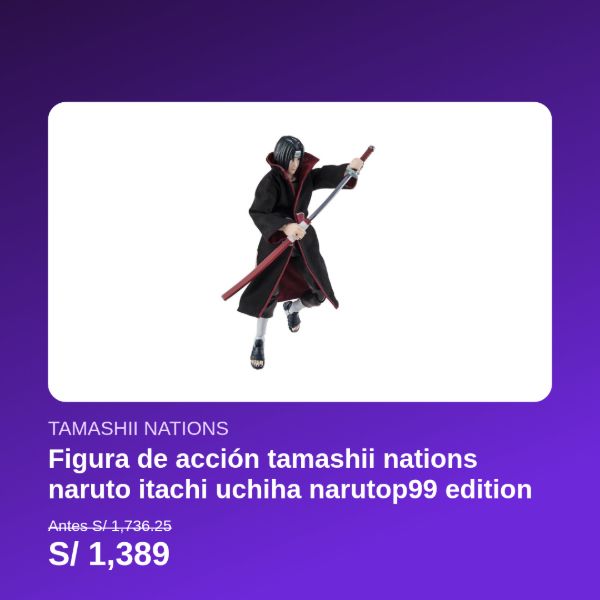 TAMASHII NATIONS
Figura de acción tamashii nations
naruto itachi uchiha narutop99 edition
Antes S/ 1,736.25
S/ 1,389